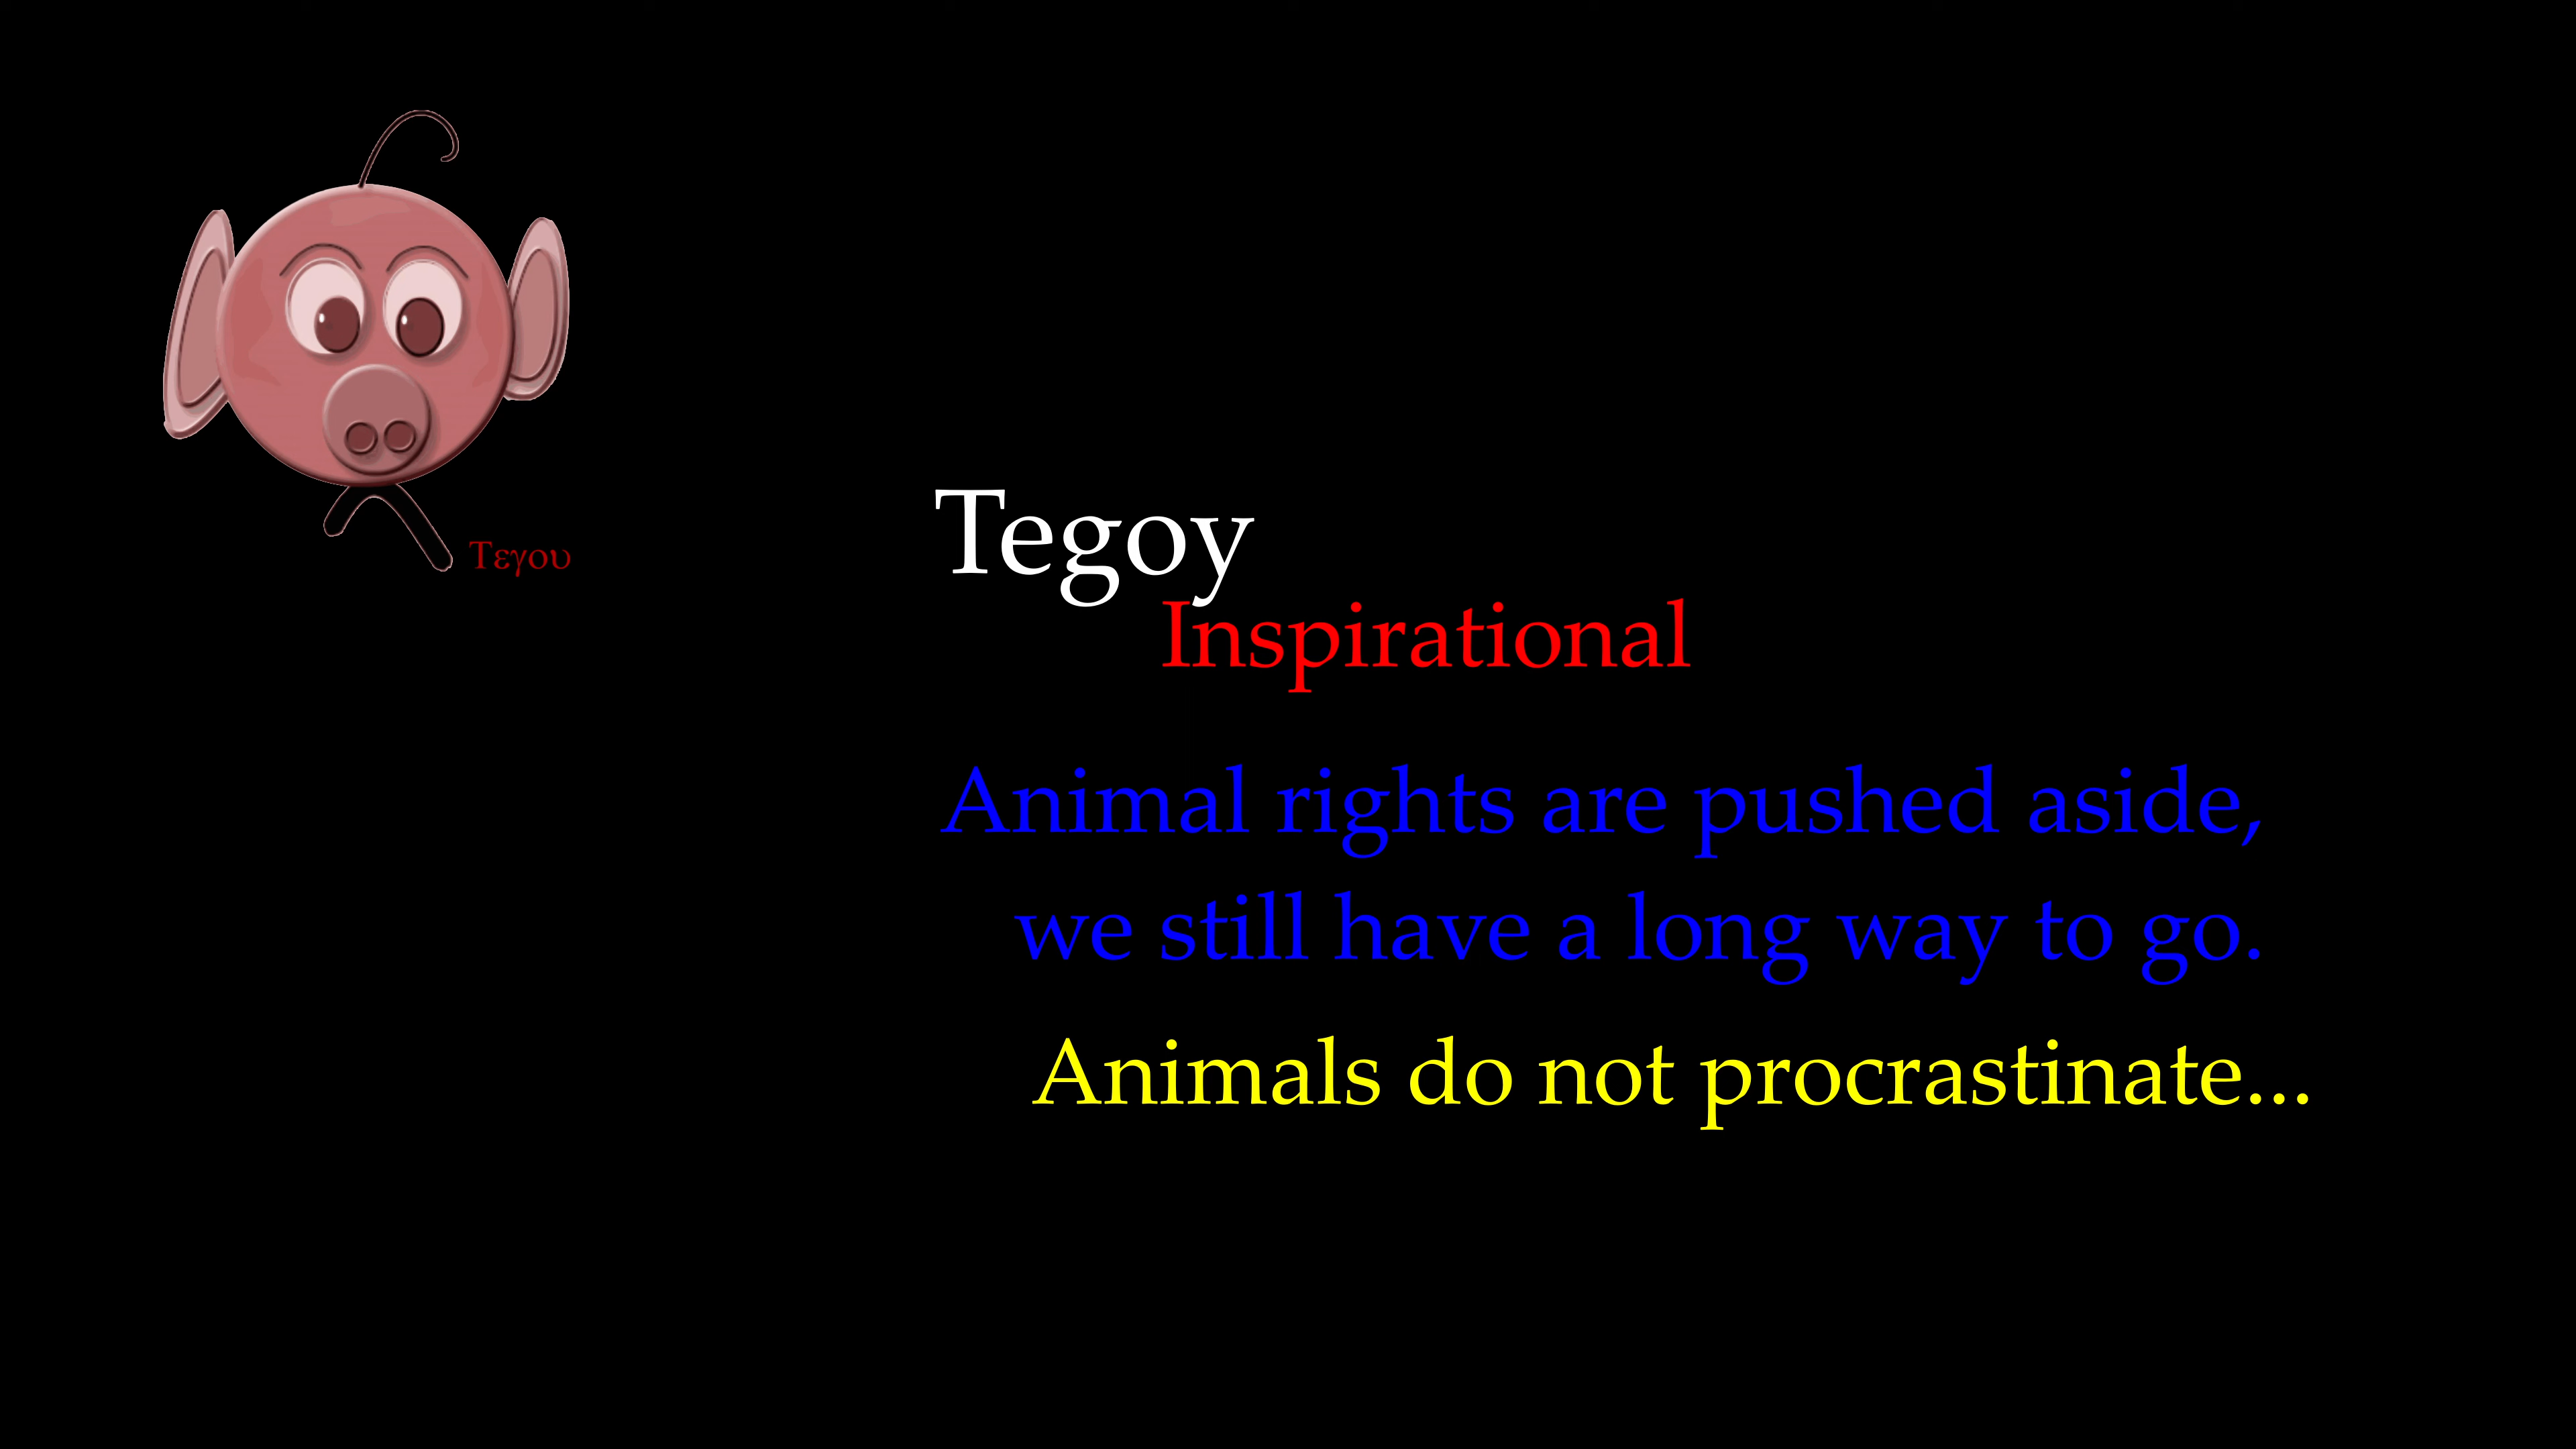 Τεγου
Tegoy
Inspirational
Animal rights are pushed aside,
we still have a long way to go.
Animals do not procrastinate...